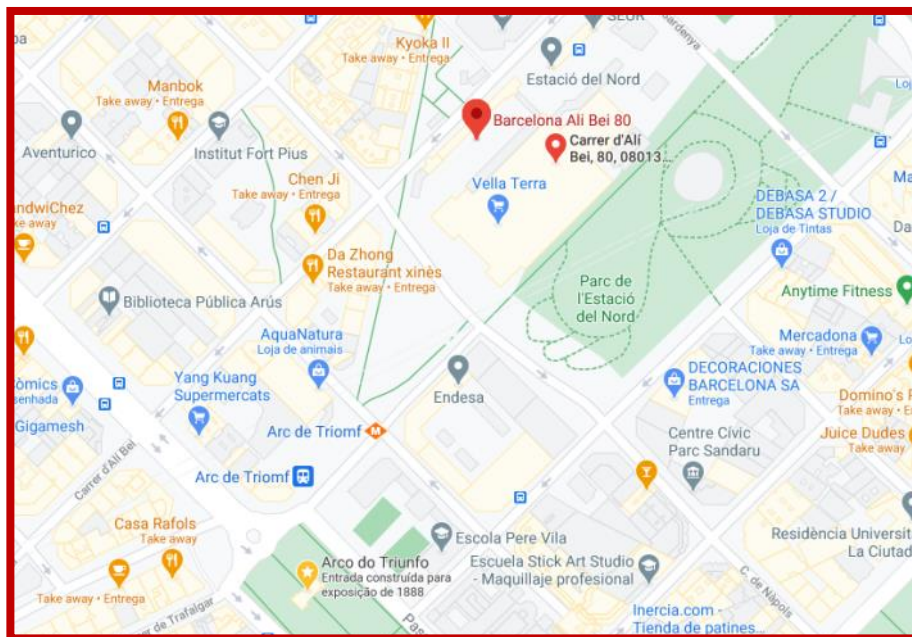 SEUR
Kyoka II
Take away • Entrega
Estació del Nord
Manbok
Take away • Entrega
Barcelona Ali Bei 80
Carrer d'Alí
Bei, 80, 08013...
Aventurico
Institut Fort Pius
Chen Ji
Take away • Entrega
Vella Terra
DEBASA 2 /
DEBASA STUDIO
Loja de Tintas
Da Zhong
Restaurant xinès
Take away • Entrega
Parc de
l'Estació
del Nord
Anytime Fitness
Biblioteca Pública Arús
AquaNatura
Loja de animais
Mercadona
Take away • Entrega
Yang Kuang
Supermercats
Endesa
DECORACIONES
BARCELONA SA
Entrega
Gigamesh
Domino's
Take away •
Arc de Triomf
M
Juice Dudes
Take away
Carrer d'Alí Bei
Centre Cívic
Parc Sandaru
Arc de Triomf
Casa Rafols
Take away
Escola Pere Vila
Arco do Triunfo
Entrada construída para
exposição de 1888
Escuela Stick Art Studio
- Maquillaje profesional
La Ciutad
Take away • Entrega
de Trafalgar
C. de Nàpols
Inercia.com -
Tienda de patines...